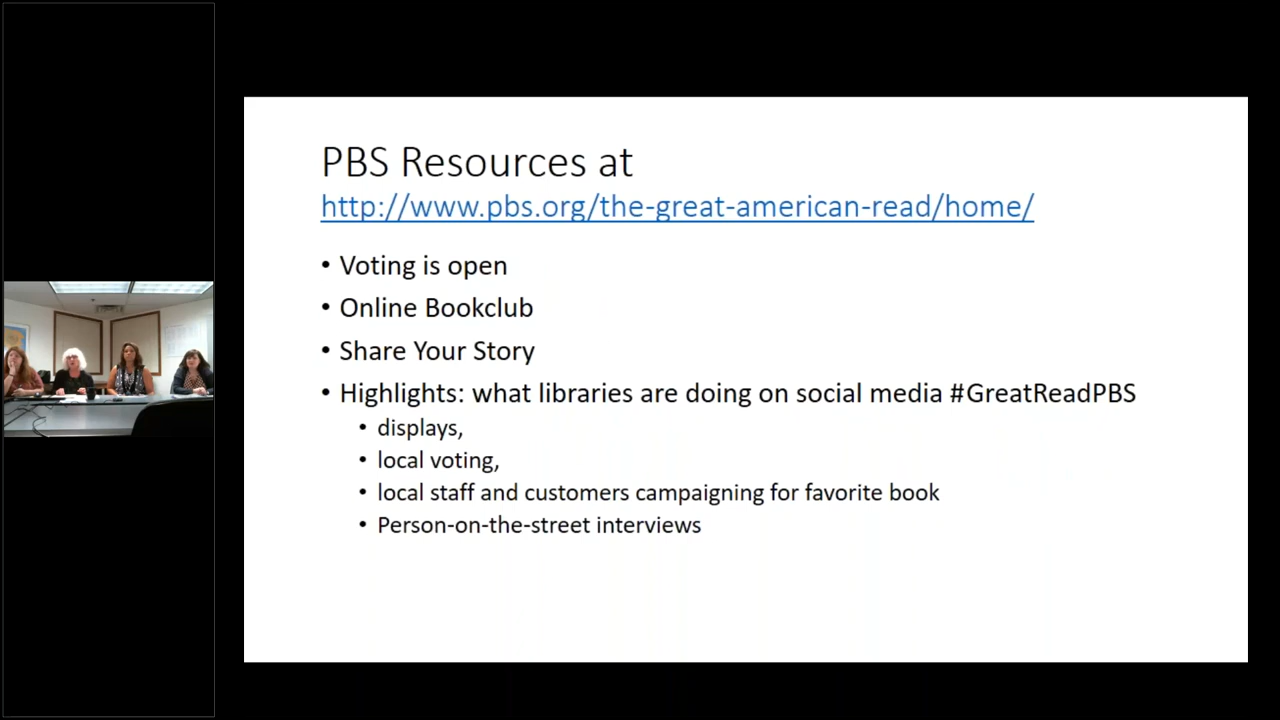 PBS Resources at
http://www.pbs.org/the-great-american-read/home/
• Voting is open
• Online Bookclub
• Share Your Story
• Highlights: what libraries are doing on social media #GreatReadPBS
• displays,
• local voting,
• local staff and customers campaigning for favorite book
• Person-on-the-street interviews